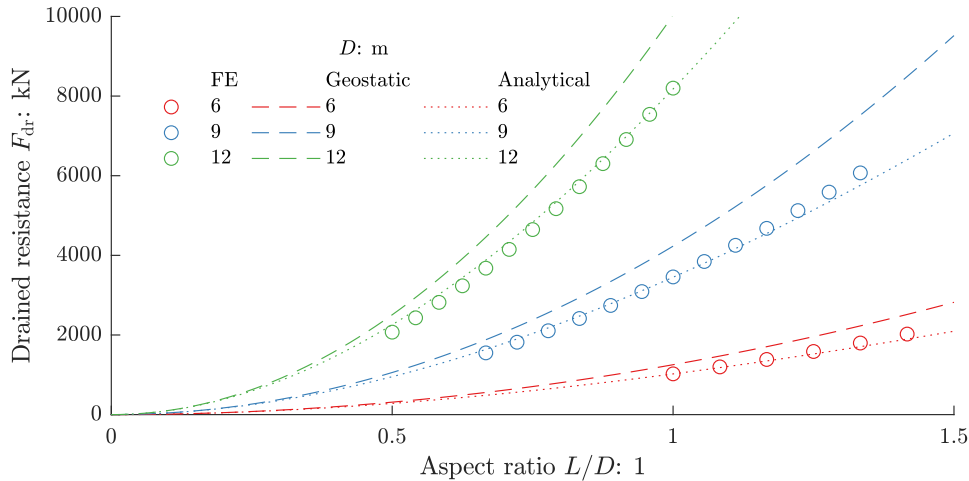 10000
8000
6000
4000
2000
0
Drained resistance F_dr: kN
D: m
FE Geostatic Analytical
6 6 6
9 9 9
12 12 12
0 0.5 1 1.5
Aspect ratio L/D: 1